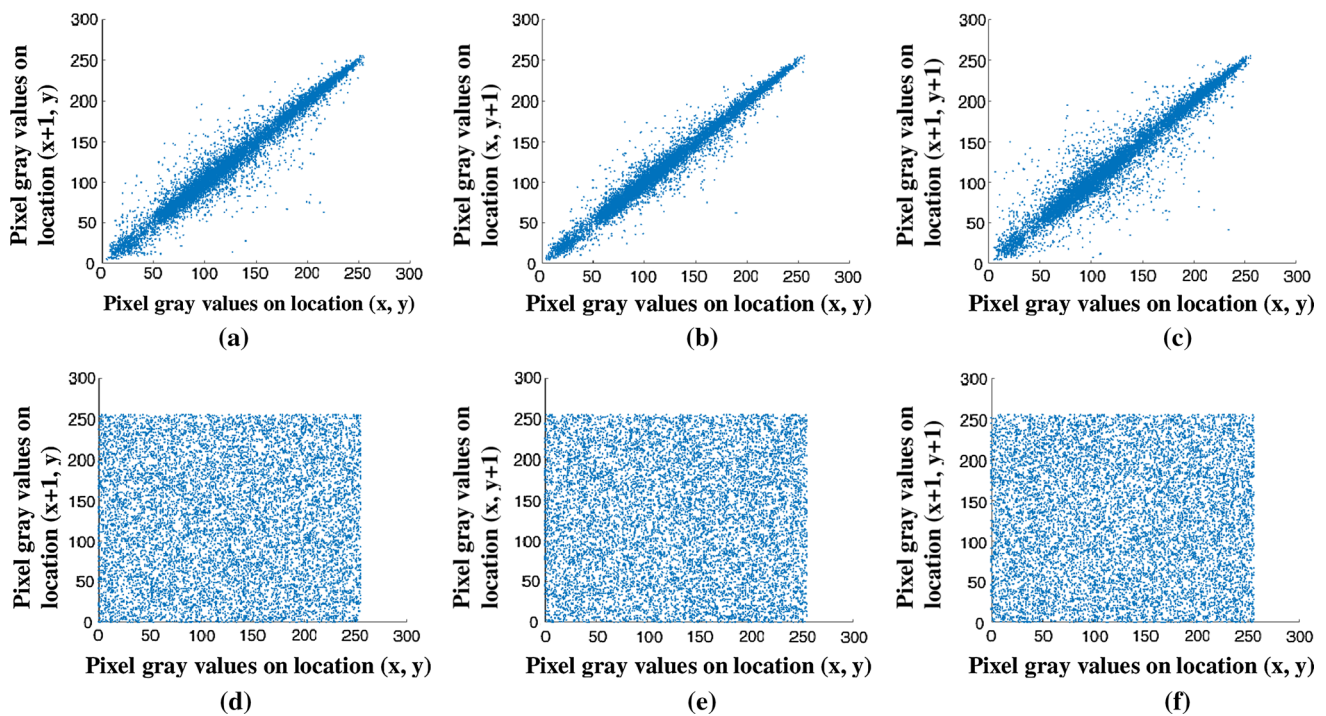 300
250
200
150
100
50
0
Pixel gray values on
location (x+1, y)
0 50 100 150 200 250 300
Pixel gray values on location (x, y)
(a)
300
250
200
150
100
50
0
Pixel gray values on
location (x, y+1)
0 50 100 150 200 250 300
Pixel gray values on location (x, y)
(b)
300
250
200
150
100
50
0
Pixel gray values on
location (x+1, y+1)
0 50 100 150 200 250 300
Pixel gray values on location (x, y)
(c)
300
250
200
150
100
50
0
Pixel gray values on
location (x+1, y)
0 50 100 150 200 250 300
Pixel gray values on location (x, y)
(d)
300
250
200
150
100
50
0
Pixel gray values on
location (x, y+1)
0 50 100 150 200 250 300
Pixel gray values on location (x, y)
(e)
300
250
200
150
100
50
0
Pixel gray values on
location (x+1, y+1)
0 50 100 150 200 250 300
Pixel gray values on location (x, y)
(f)